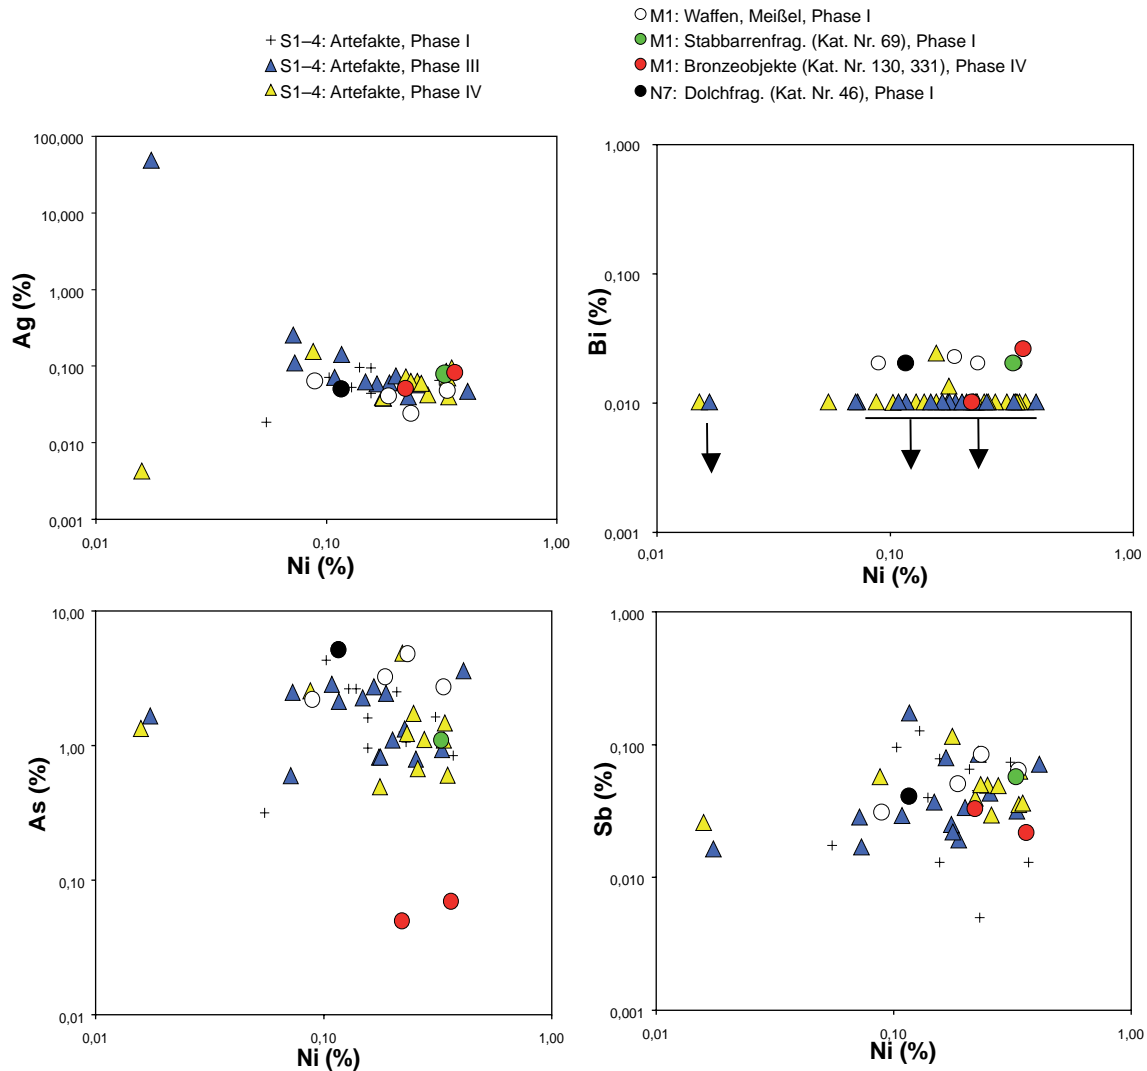 S1–4: Artefakte, Phase I
S1–4: Artefakte, Phase III
S1–4: Artefakte, Phase IV
M1: Waffen, Meißel, Phase I
M1: Stabbarrenfrag. (Kat. Nr. 69), Phase I
M1: Bronzeobjekte (Kat. Nr. 130, 331), Phase IV
N7: Dolchfrag. (Kat. Nr. 46), Phase I
100,000
10,000
1,000
0,100
0,010
0,001
Ag (%)
0,01
0,10
1,00
Ni (%)
1,000
0,100
0,010
0,001
Bi (%)
0,01
0,10
1,00
Ni (%)
10,00
1,00
0,10
0,01
As (%)
0,01
0,10
1,00
Ni (%)
1,000
0,100
0,010
0,001
Sb (%)
0,01
0,10
1,00
Ni (%)